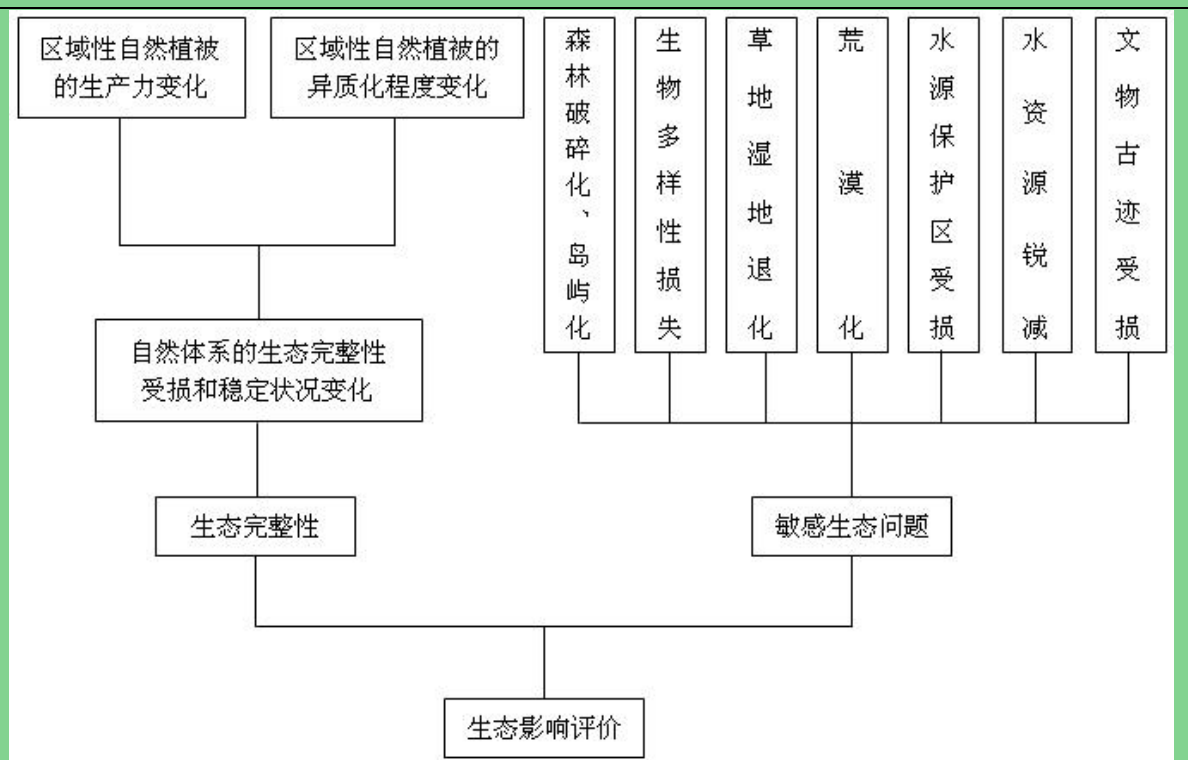 区域性自然植被
的生产力变化
区域性自然植被的
异质化程度变化
森林破碎化、岛屿化
生物多样性损失
草地湿地退化
荒漠化
水源保护区受损
水资源锐减
文物古迹受损
自然体系的生态完整性
受损和稳定状况变化
生态完整性
敏感生态问题
生态影响评价